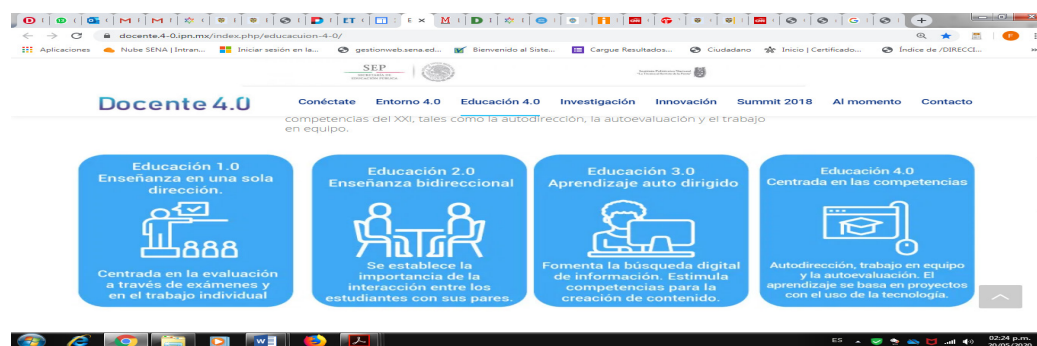 docente.4-0.ipn.mx/index.php/educacuion-4-0/
Aplicaciones
Nube SENA | Intran...
Iniciar sesión en la...
gestionweb.sena.ed...
Bienvenido al Siste...
Cargue Resultados...
Ciudadano
Inicio | Certificado...
Índice de /DIRECCI...
SEP
Docente 4.0
Conéctate
Entorno 4.0
Educación 4.0
Investigación
Innovación
Summit 2018
Al momento
Contacto
competencias del XXI, tales cómo la autodirección, la autoevaluación y el trabajo
en equipo.
Educación 1.0
Enseñanza en una sola
dirección.
Centrada en la evaluación
a través de exámenes y
en el trabajo individual
Educación 2.0
Enseñanza bidireccional
Se establece la
importancia de la
interacción entre los
estudiantes con sus pares.
Educación 3.0
Aprendizaje auto dirigido
Fomenta la búsqueda digital
de información. Estimula
competencias para la
creación de contenido.
Educación 4.0
Centrada en las competencias
Autodirección, trabajo en equipo
y la autoevaluación. El
aprendizaje se basa en proyectos
con el uso de la tecnología.
ES
02:24 p.m.
20/05/2020